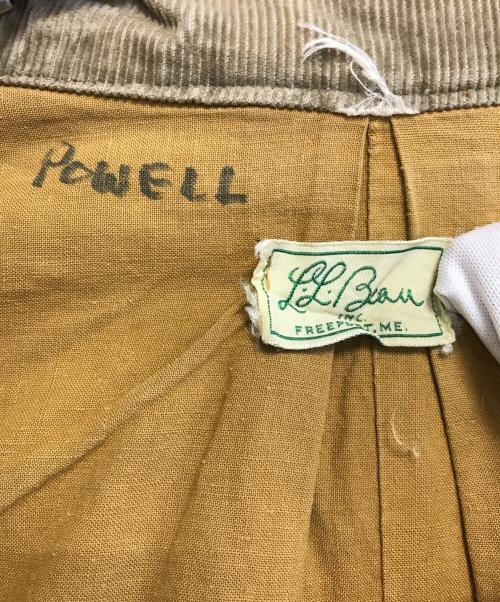 POWELL
L.L. Bean
INC.
FREEPORT, ME.